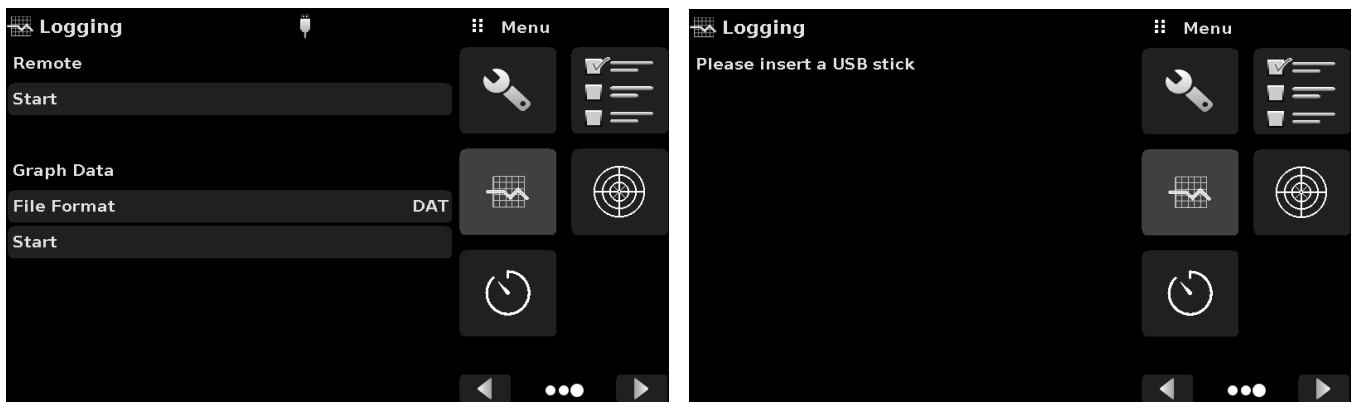 Logging
Menu
Remote
Start
Graph Data
File Format DAT
Start
Logging
Menu
Please insert a USB stick